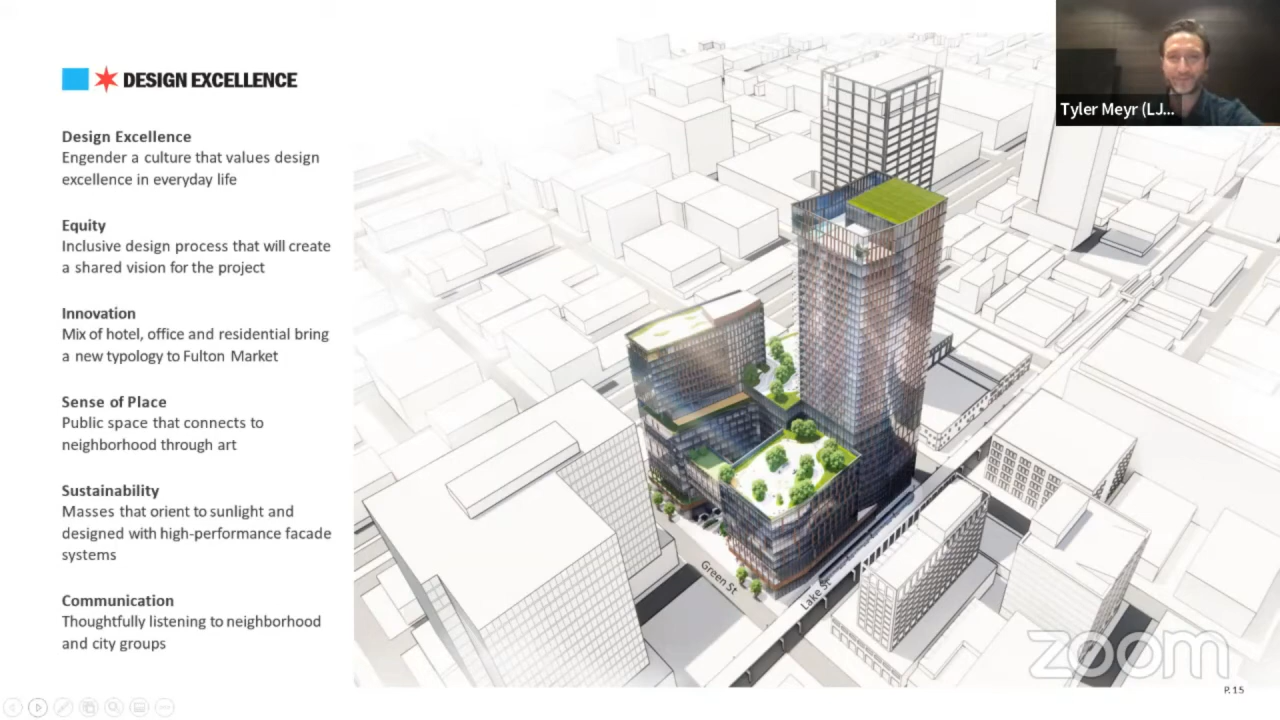 DESIGN EXCELLENCE
Design Excellence
Engender a culture that values design
excellence in everyday life
Equity
Inclusive design process that will create
a shared vision for the project
Innovation
Mix of hotel, office and residential bring
a new typology to Fulton Market
Sense of Place
Public space that connects to
neighborhood through art
Sustainability
Masses that orient to sunlight and
designed with high-performance facade
systems
Communication
Thoughtfully listening to neighborhood
and city groups
Tyler Meyr (LJ...
Green St
Lake St
zoom
P. 15